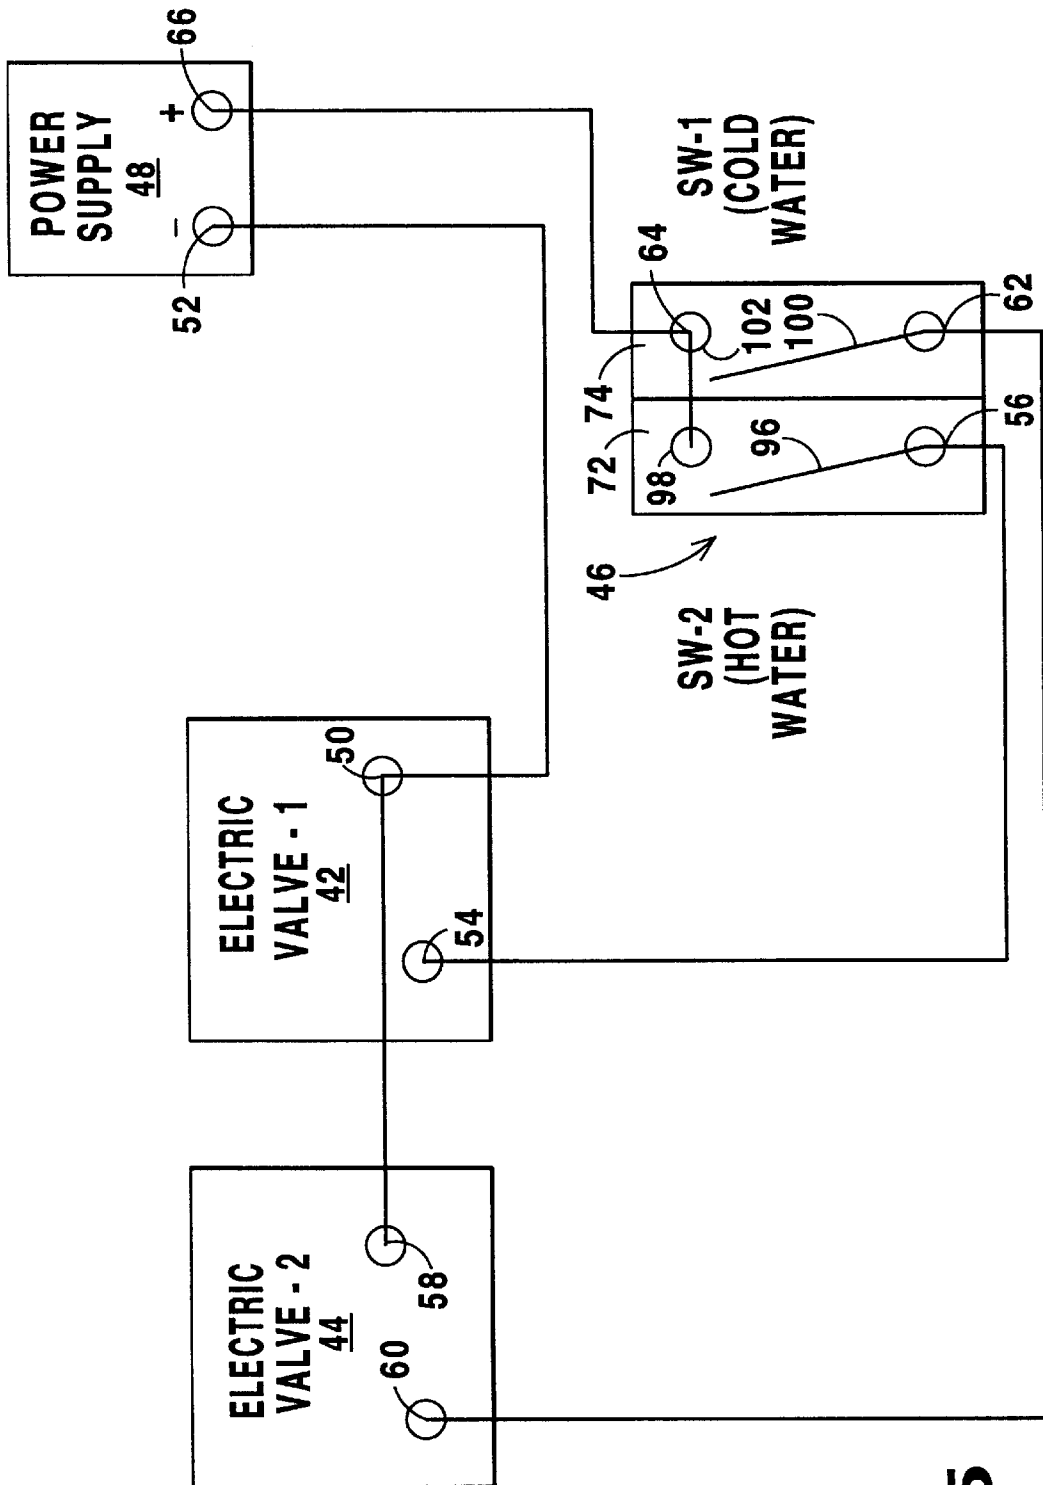 POWER
SUPPLY
48
-
+
52
66
ELECTRIC
VALVE - 1
42
50
54
ELECTRIC
VALVE - 2
44
60
58
46
SW-2
(HOT
WATER)
72
74
64
98
102
96
100
56
62
SW-1
(COLD
WATER)